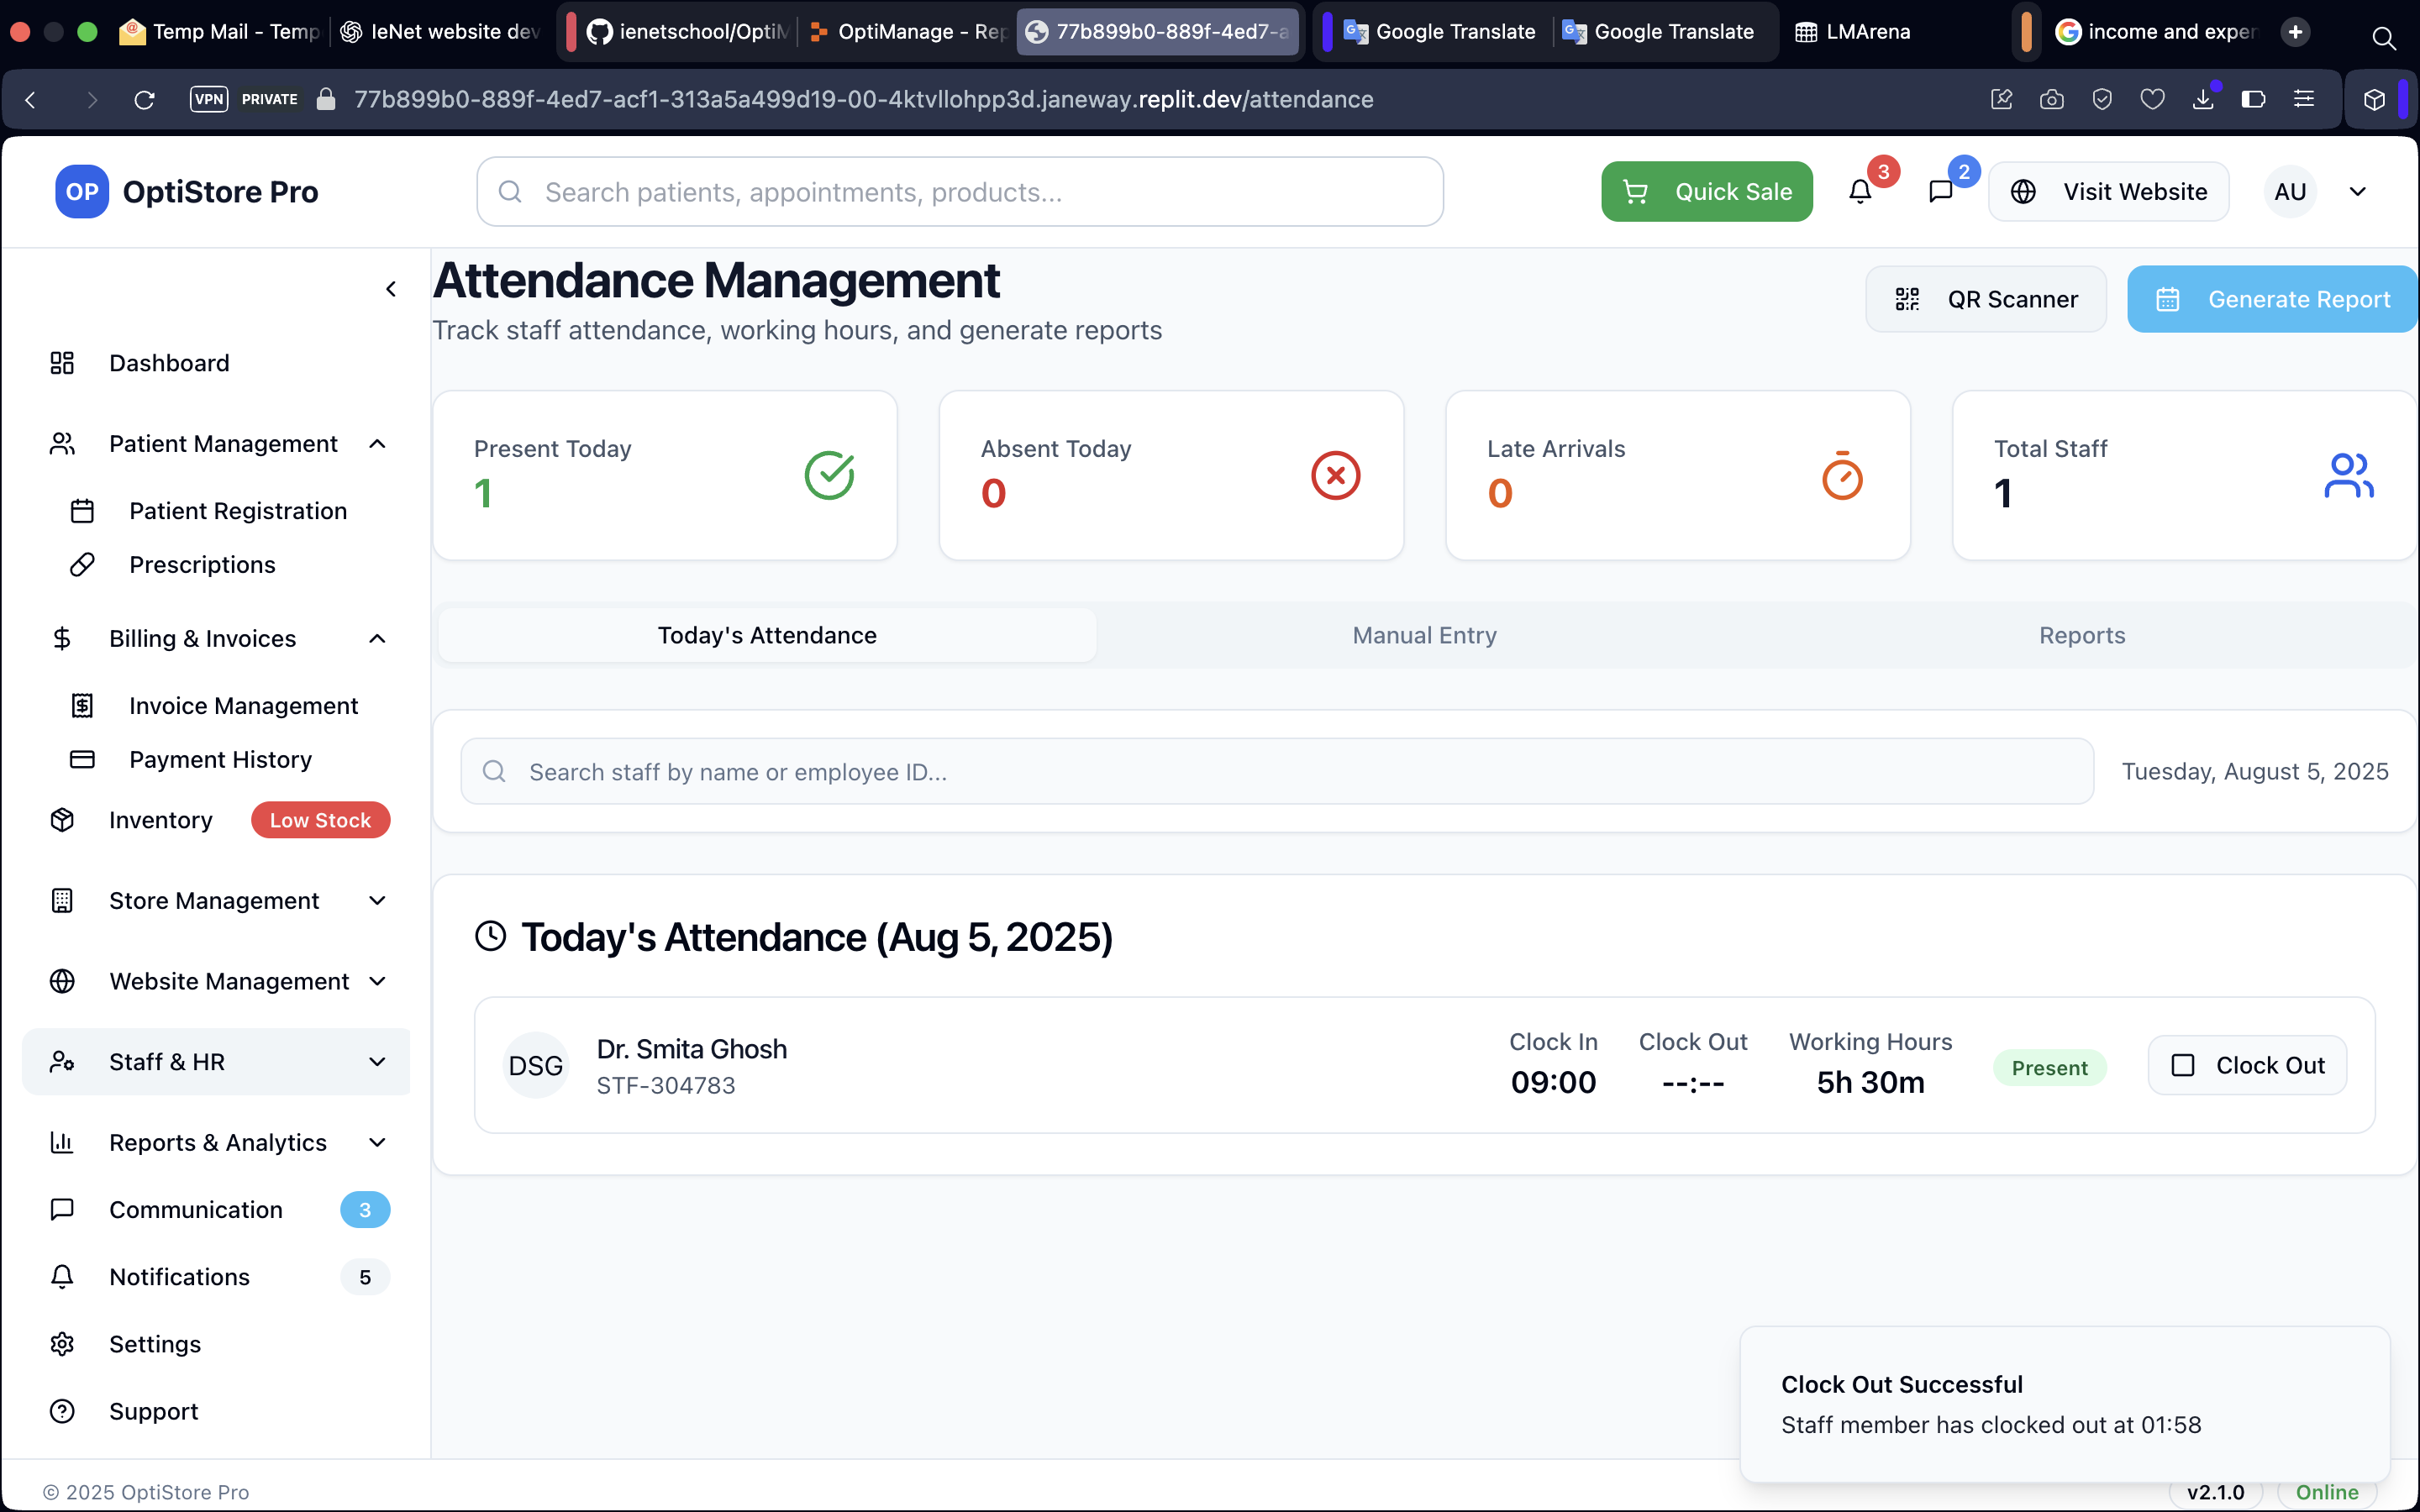 Temp Mail - Temp
IeNet website dev
ienetschool/OptiM
OptiManage - Rep
77b899b0-889f-4ed7-a
Google Translate
Google Translate
LMArena
income and expen
VPN PRIVATE 77b899b0-889f-4ed7-acf1-313a5a499d19-00-4ktvllohpp3d.janeway.replit.dev/attendance
OP OptiStore Pro
Search patients, appointments, products...
Quick Sale
3
2
Visit Website
AU
Dashboard
Patient Management
Patient Registration
Prescriptions
Billing & Invoices
Invoice Management
Payment History
Inventory Low Stock
Store Management
Website Management
Staff & HR
Reports & Analytics
Communication 3
Notifications 5
Settings
Support
Attendance Management
Track staff attendance, working hours, and generate reports
QR Scanner
Generate Report
Present Today
1
Absent Today
0
Late Arrivals
0
Total Staff
1
Today's Attendance
Manual Entry
Reports
Search staff by name or employee ID...
Tuesday, August 5, 2025
Today's Attendance (Aug 5, 2025)
DSG
Dr. Smita Ghosh
STF-304783
Clock In
09:00
Clock Out
--:--
Working Hours
5h 30m
Present
Clock Out
Clock Out Successful
Staff member has clocked out at 01:58
© 2025 OptiStore Pro
v2.1.0
Online